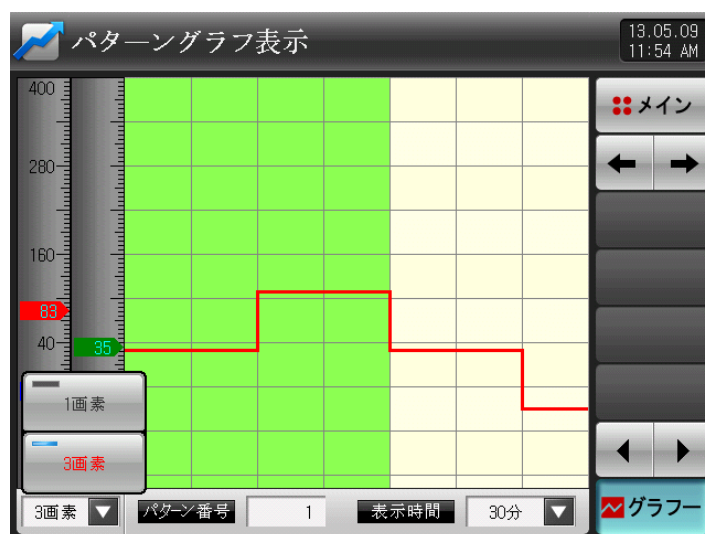 パターングラフ表示
13.05.09
11:54 AM
400
280
160
83
40
35
メイン
1画素
3画素
3画素
パターン番号
1
表示時間
30分
グラフー